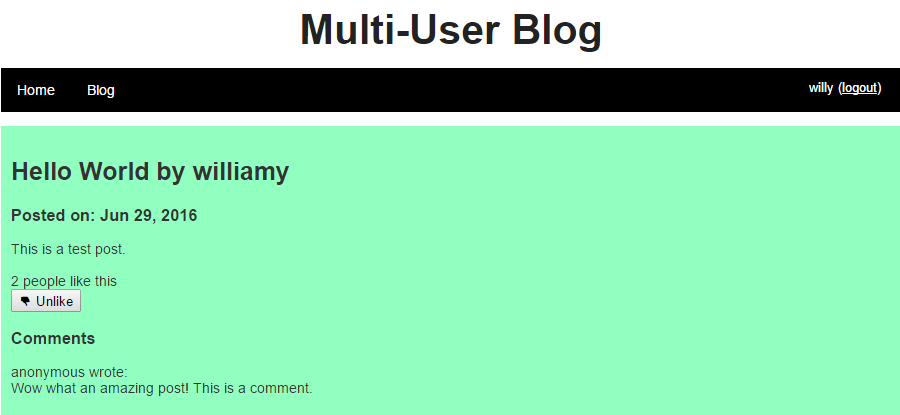 Multi-User Blog
Home Blog willy (logout)
Hello World by williamy
Posted on: Jun 29, 2016
This is a test post.
2 people like this
Unlike
Comments
anonymous wrote:
Wow what an amazing post! This is a comment.